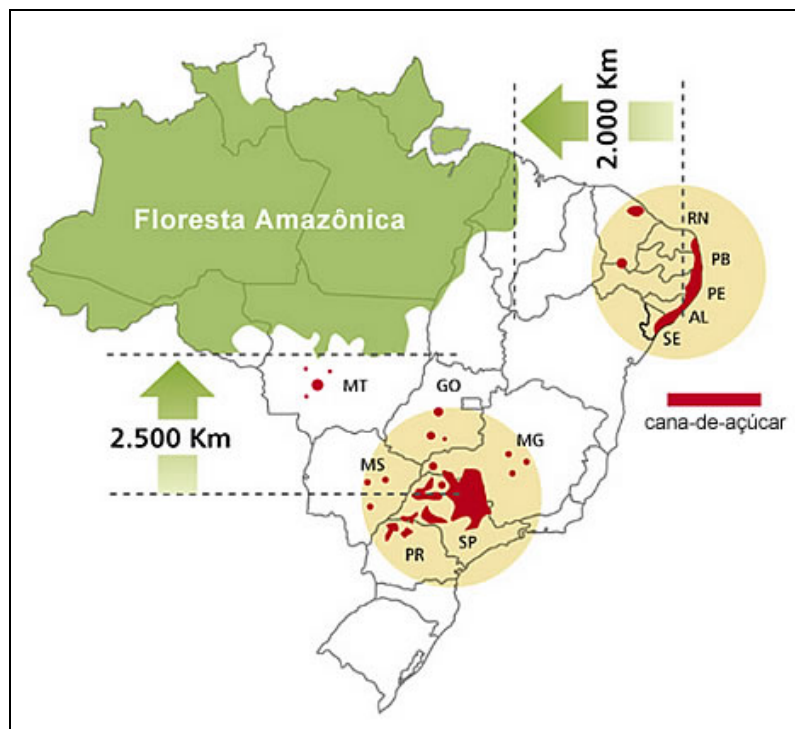 2.000 Km
Floresta Amazônica
RN
PB
PE
AL
SE
MT
GO
2.500 Km
MS
MG
cana-de-açúcar
PR
SP